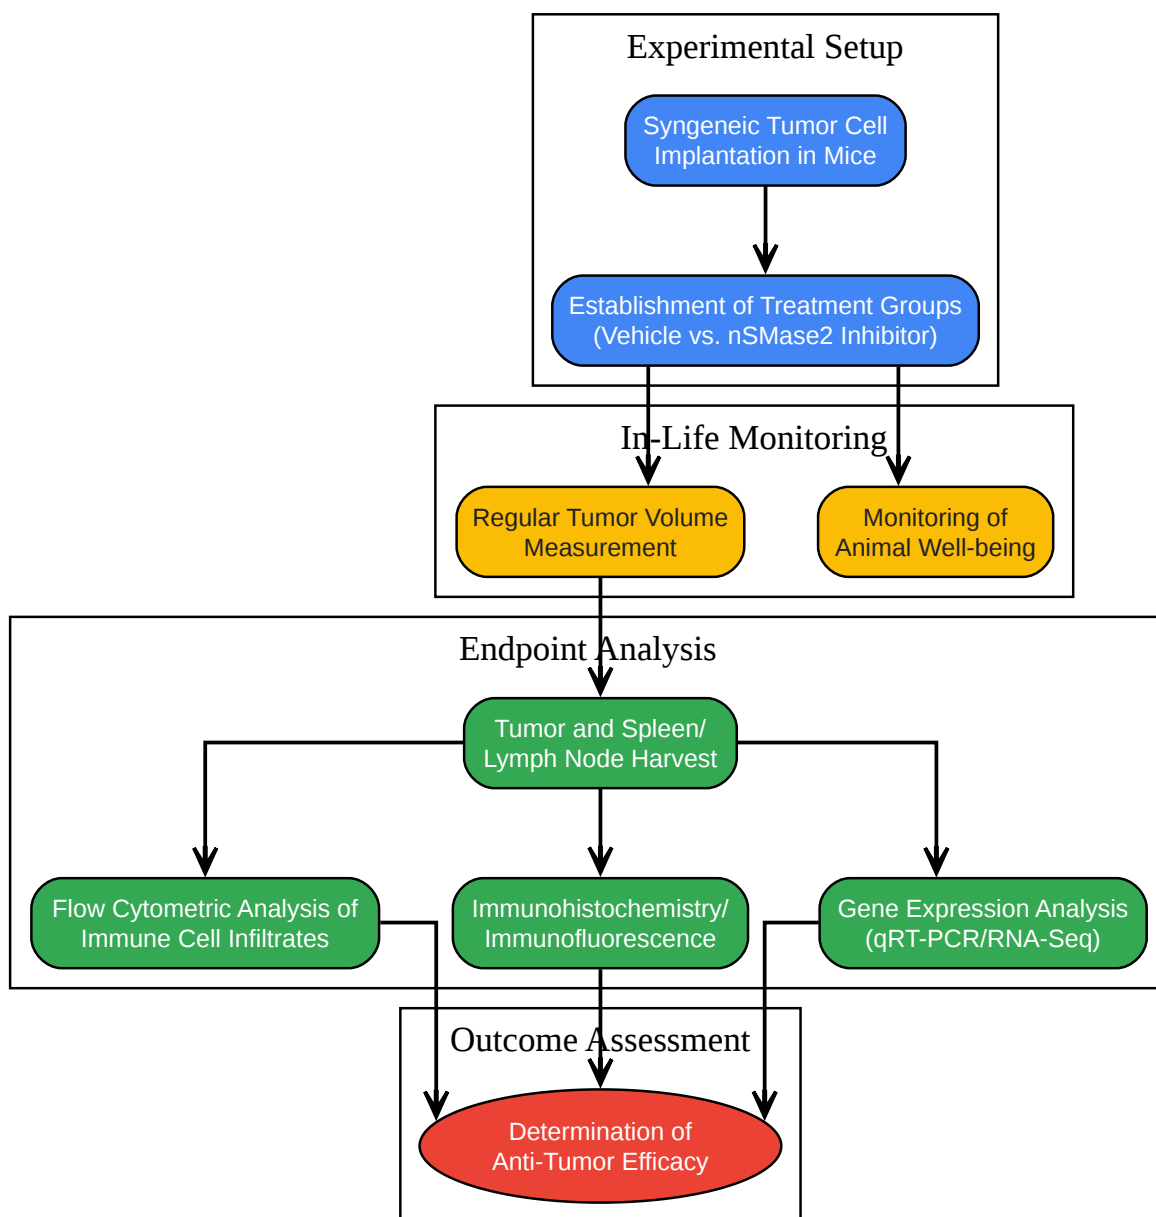 Experimental Setup
Syngeneic Tumor Cell
Implantation in Mice
Establishment of Treatment Groups
(Vehicle vs. nSMase2 Inhibitor)
In-Life Monitoring
Regular Tumor Volume
Measurement
Monitoring of
Animal Well-being
Endpoint Analysis
Tumor and Spleen/
Lymph Node Harvest
Flow Cytometric Analysis of
Immune Cell Infiltrates
Immunohistochemistry/
Immunofluorescence
Gene Expression Analysis
(qRT-PCR/RNA-Seq)
Outcome Assessment
Determination of
Anti-Tumor Efficacy